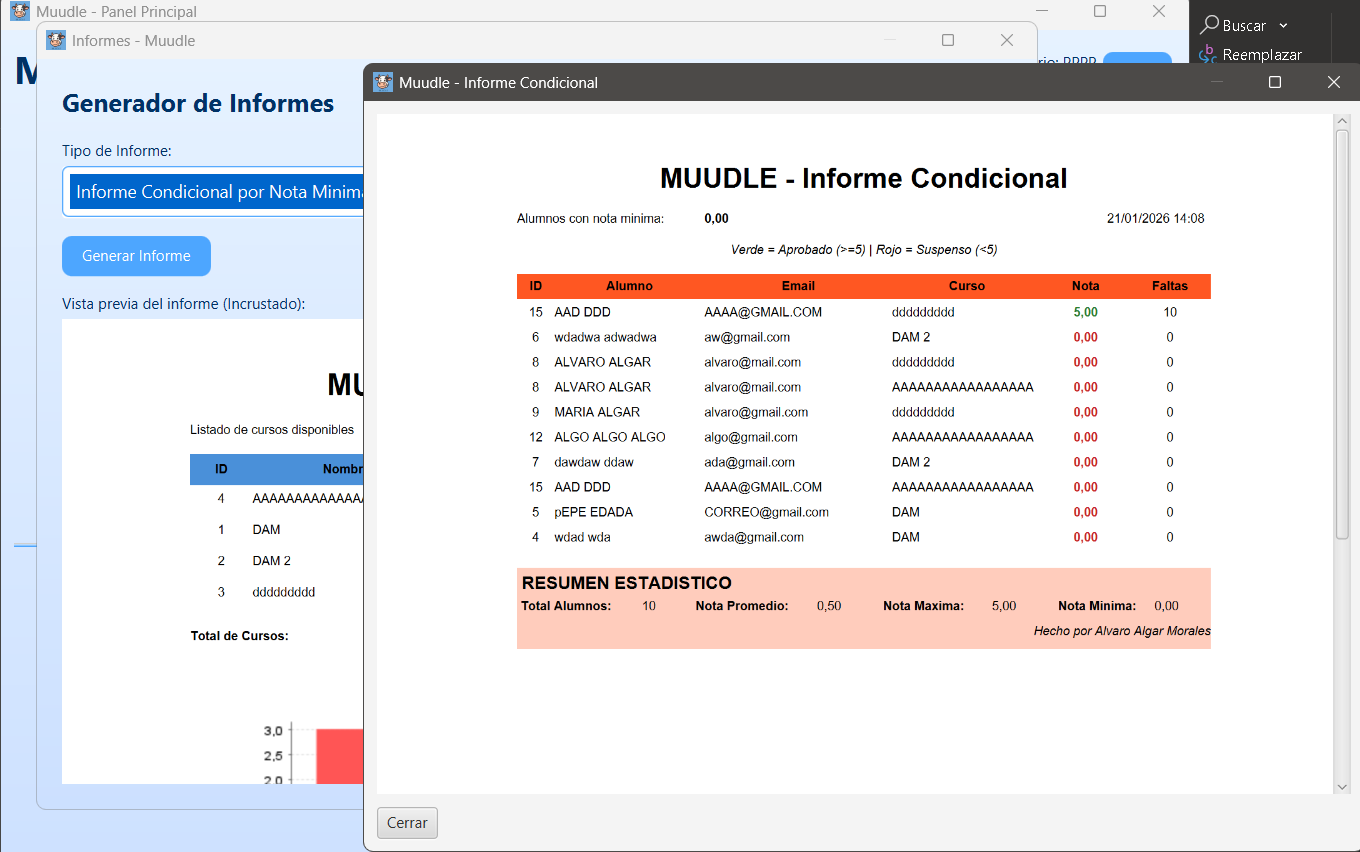 Muudle - Panel Principal
Buscar
Reemplazar
Informes - Muudle
Generador de Informes
Tipo de Informe:
Informe Condicional por Nota Minima
Generar Informe
Vista previa del informe (Incrustado):
Listado de cursos disponibles
ID
4 AAAAAAAAAAAAA
1 DAM
2 DAM 2
3 ddddddddd
Total de Cursos:
3,0
2,5
2,0
Muudle - Informe Condicional
MUUDLE - Informe Condicional
Alumnos con nota minima: 0,00 21/01/2026 14:08
Verde = Aprobado (>=5) | Rojo = Suspenso (<5)
ID Alumno Email Curso Nota Faltas
15 AAD DDD AAAA@GMAIL.COM ddddddddd 5,00 10
6 wdadwa adwadwa aw@gmail.com DAM 2 0,00 0
8 ALVARO ALGAR alvaro@mail.com ddddddddd 0,00 0
8 ALVARO ALGAR alvaro@mail.com AAAAAAAAAAAAAAAAA 0,00 0
9 MARIA ALGAR alvaro@gmail.com ddddddddd 0,00 0
12 ALGO ALGO ALGO algo@gmail.com AAAAAAAAAAAAAAAAA 0,00 0
7 dawdaw ddaw ada@gmail.com DAM 2 0,00 0
15 AAD DDD AAAA@GMAIL.COM AAAAAAAAAAAAAAAAA 0,00 0
5 pEPE EDADA CORREO@gmail.com DAM 0,00 0
4 wdad wda awda@gmail.com DAM 0,00 0
RESUMEN ESTADISTICO
Total Alumnos: 10 Nota Promedio: 0,50 Nota Maxima: 5,00 Nota Minima: 0,00
Hecho por Alvaro Algar Morales
Cerrar